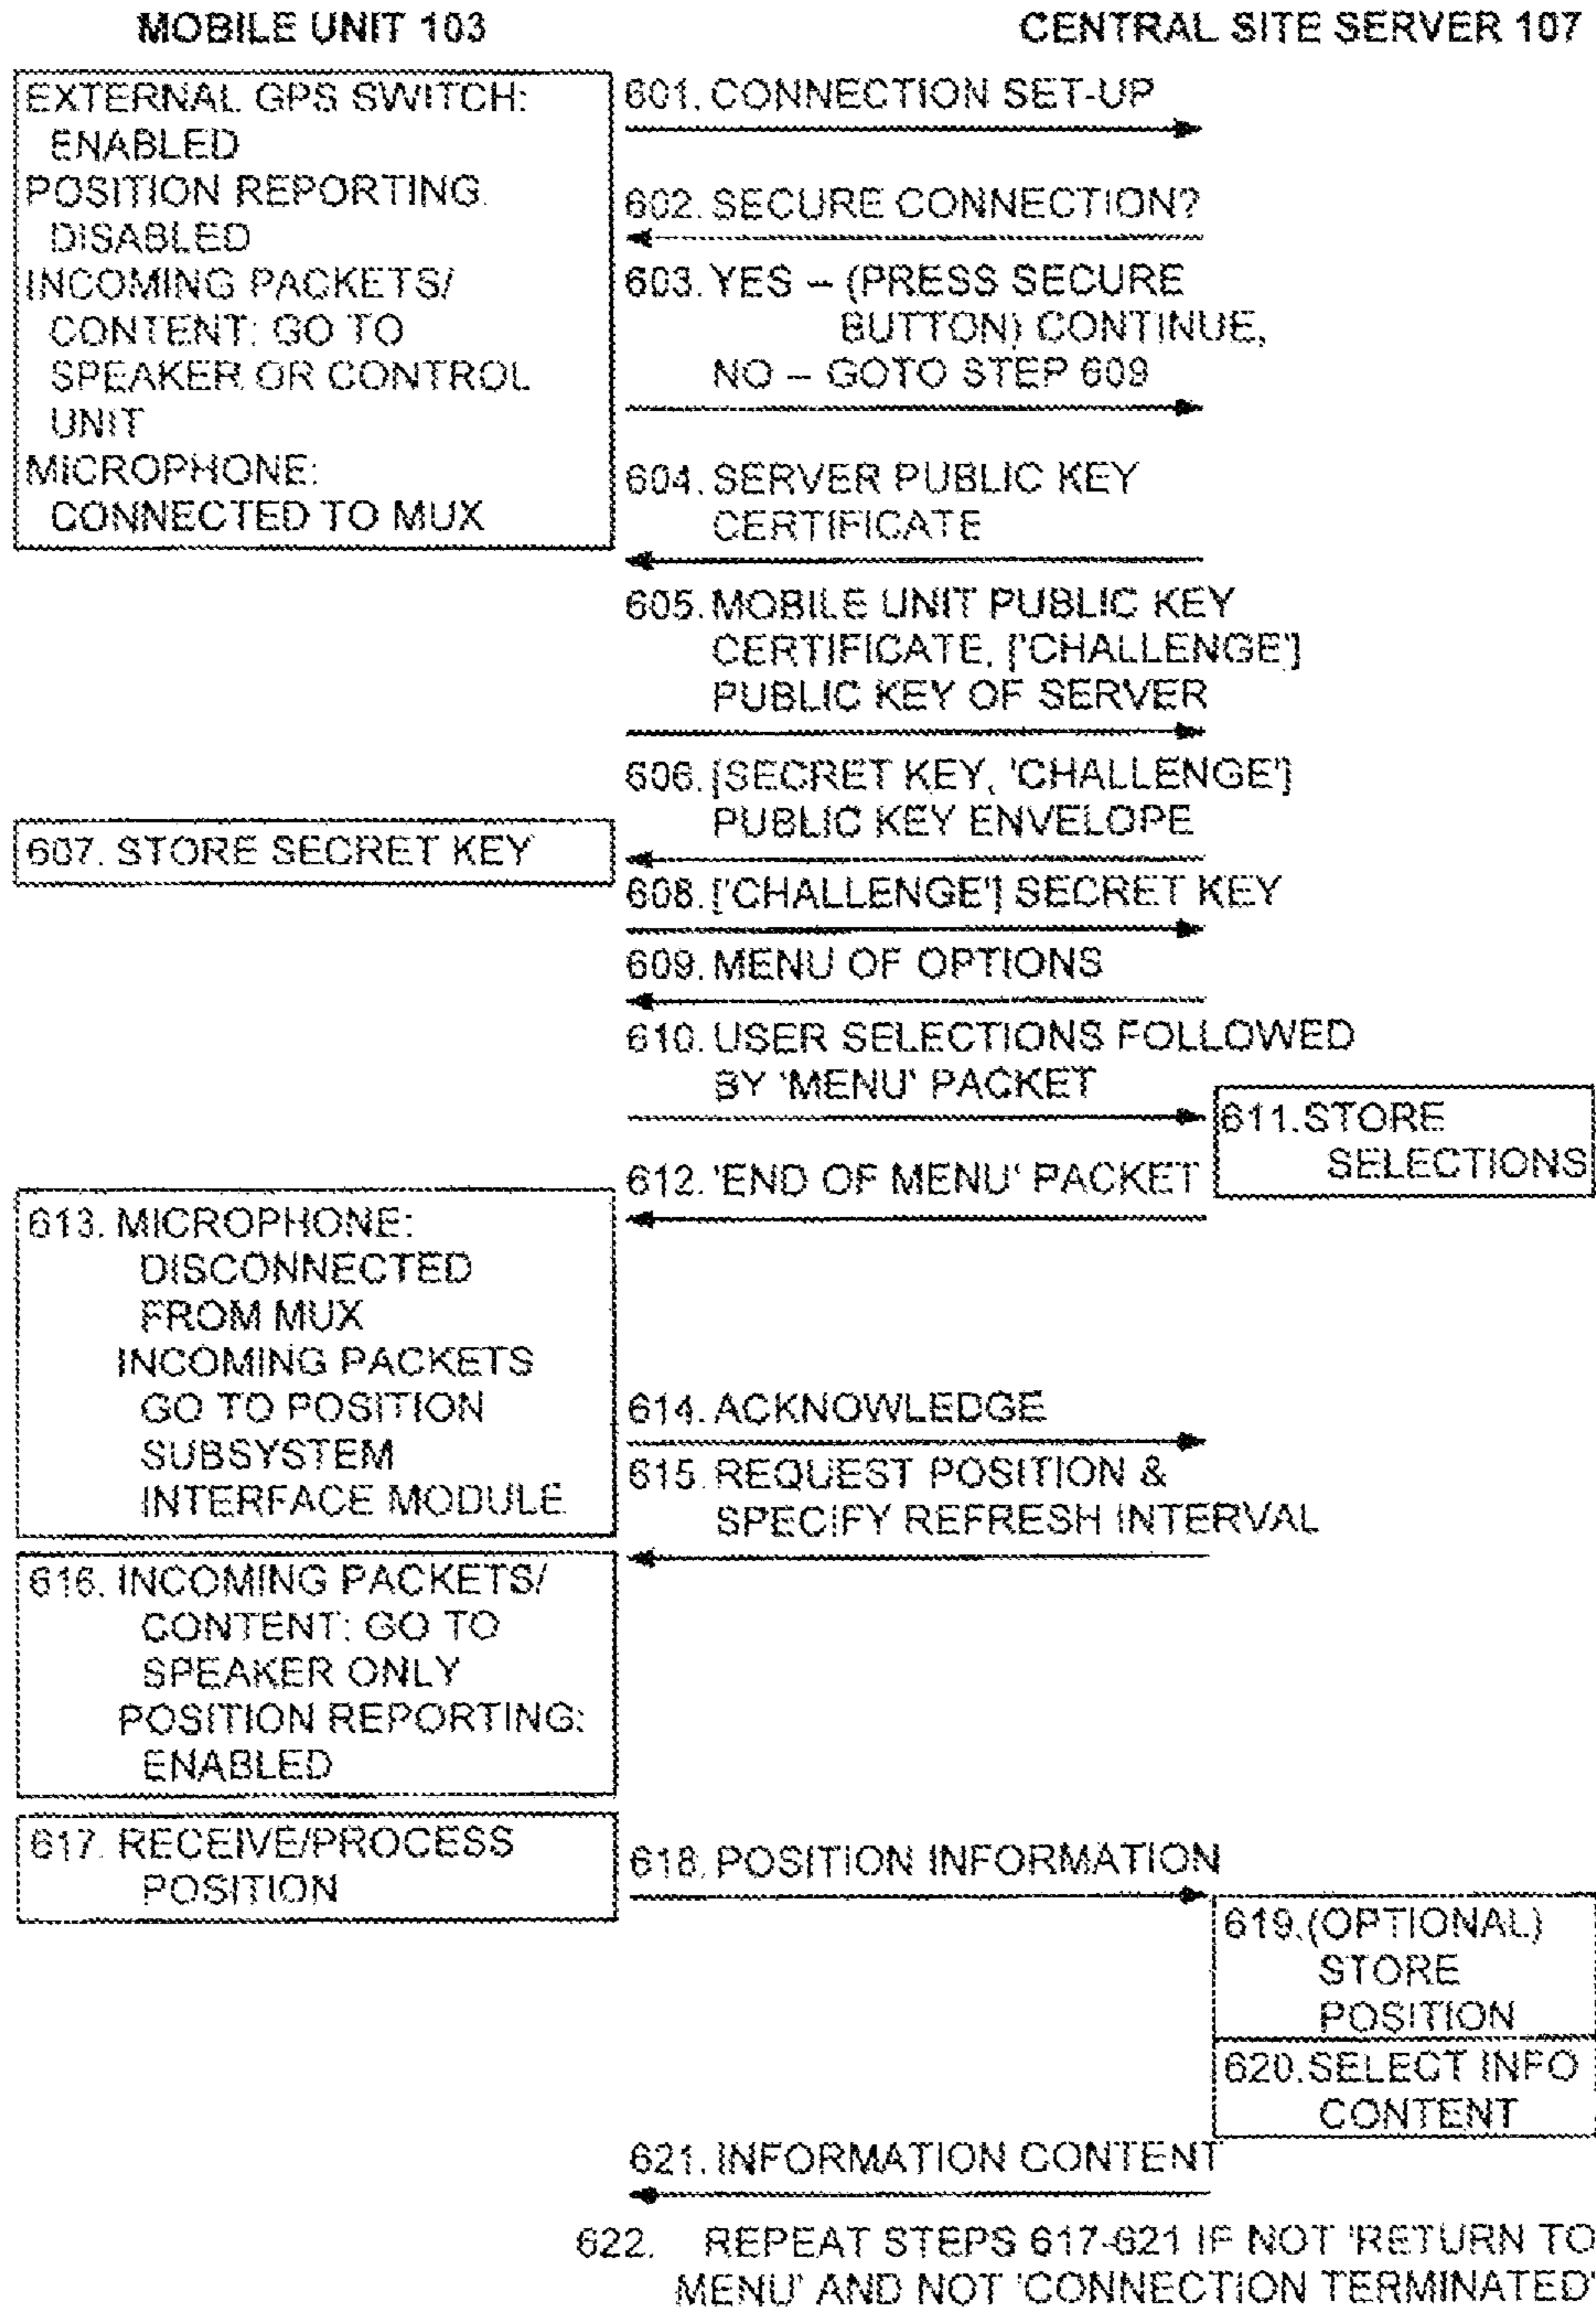 MOBILE UNIT 103
CENTRAL SITE SERVER 107
EXTERNAL GPS SWITCH:
ENABLED
POSITION REPORTING.
DISABLED
INCOMING PACKETS/
CONTENT: GO TO
SPEAKER OR CONTROL
UNIT
MICROPHONE:
CONNECTED TO MUX
601. CONNECTION SET-UP
602. SECURE CONNECTION?
603. YES – (PRESS SECURE
BUTTON) CONTINUE,
NO – GOTO STEP 609
604. SERVER PUBLIC KEY
CERTIFICATE
605. MOBILE UNIT PUBLIC KEY
CERTIFICATE, ['CHALLENGE']
PUBLIC KEY OF SERVER
606. [SECRET KEY, 'CHALLENGE']
PUBLIC KEY ENVELOPE
607. STORE SECRET KEY
608. ['CHALLENGE'] SECRET KEY
609. MENU OF OPTIONS
610. USER SELECTIONS FOLLOWED
BY 'MENU' PACKET
611. STORE
SELECTIONS
612. 'END OF MENU' PACKET
613. MICROPHONE:
DISCONNECTED
FROM MUX
INCOMING PACKETS
GO TO POSITION
SUBSYSTEM
INTERFACE MODULE
614. ACKNOWLEDGE
615. REQUEST POSITION &
SPECIFY REFRESH INTERVAL
616. INCOMING PACKETS/
CONTENT: GO TO
SPEAKER ONLY
POSITION REPORTING:
ENABLED
617. RECEIVE/PROCESS
POSITION
618. POSITION INFORMATION
619. (OPTIONAL)
STORE
POSITION
620. SELECT INFO
CONTENT
621. INFORMATION CONTENT
622. REPEAT STEPS 617-621 IF NOT 'RETURN TO
MENU' AND NOT 'CONNECTION TERMINATED'